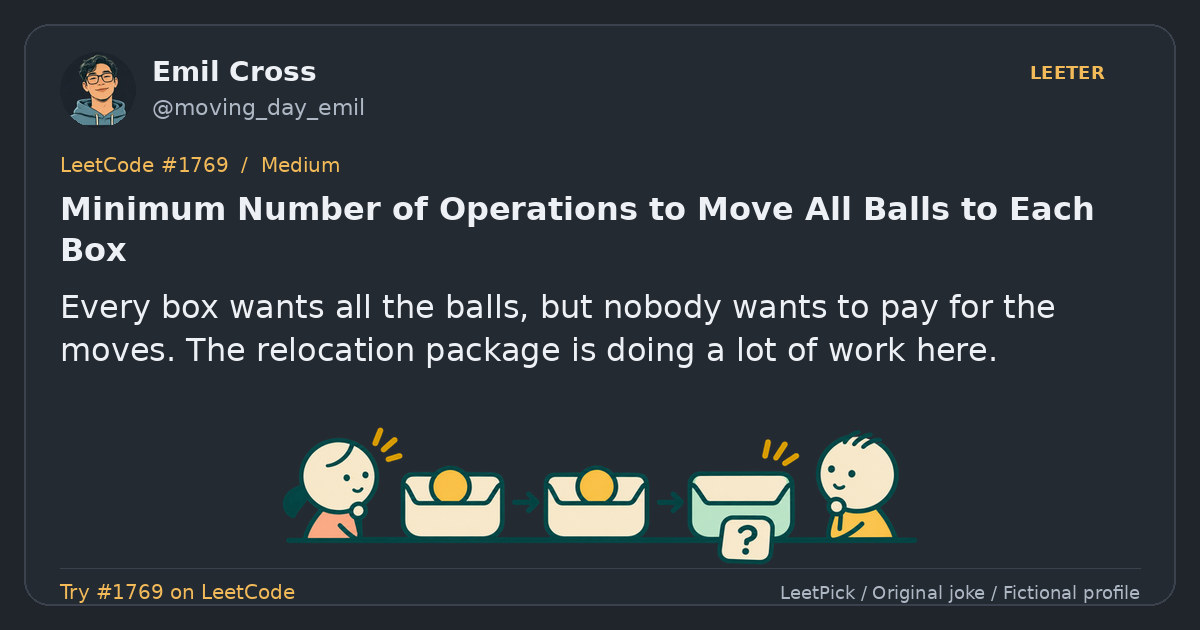 Emil Cross
@moving_day_emil
LEETER
LeetCode #1769 / Medium
Minimum Number of Operations to Move All Balls to Each
Box
Every box wants all the balls, but nobody wants to pay for the
moves. The relocation package is doing a lot of work here.
?
Try #1769 on LeetCode
LeetPick / Original joke / Fictional profile